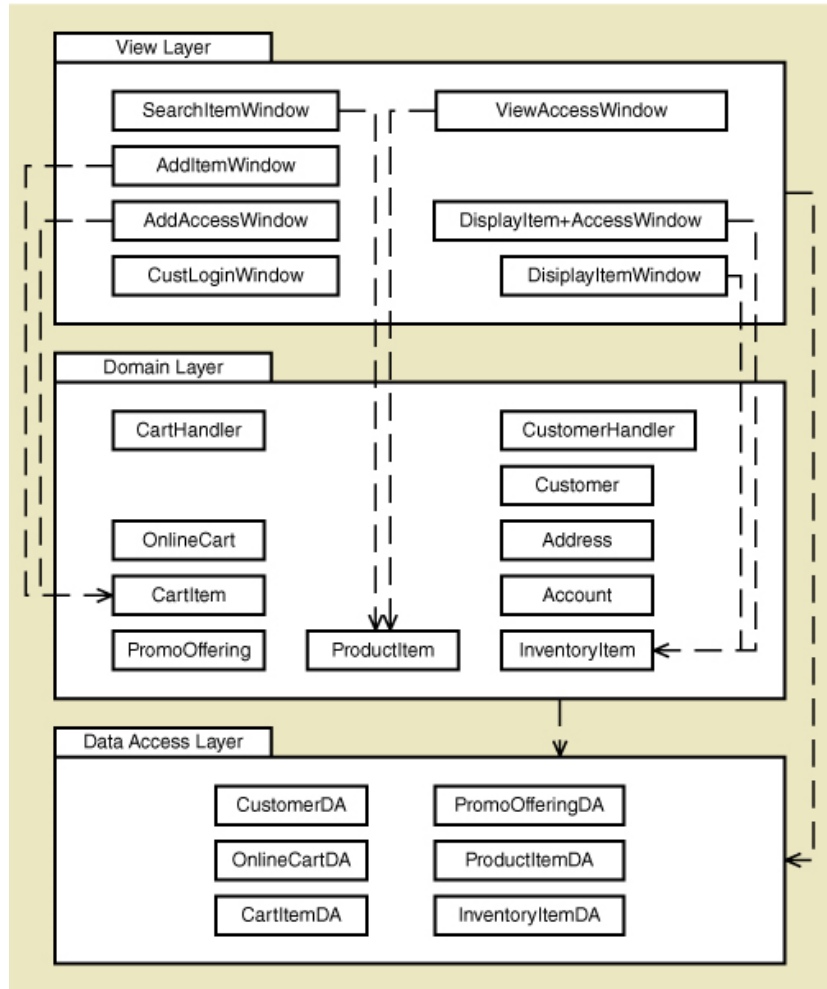 View Layer
SearchItemWindow
ViewAccessWindow
AddItemWindow
AddAccessWindow
DisplayItem+AccessWindow
CustLoginWindow
DisiplayItemWindow
Domain Layer
CartHandler
CustomerHandler
Customer
OnlineCart
Address
CartItem
Account
PromoOffering
ProductItem
InventoryItem
Data Access Layer
CustomerDA
PromoOfferingDA
OnlineCartDA
ProductItemDA
CartItemDA
InventoryItemDA